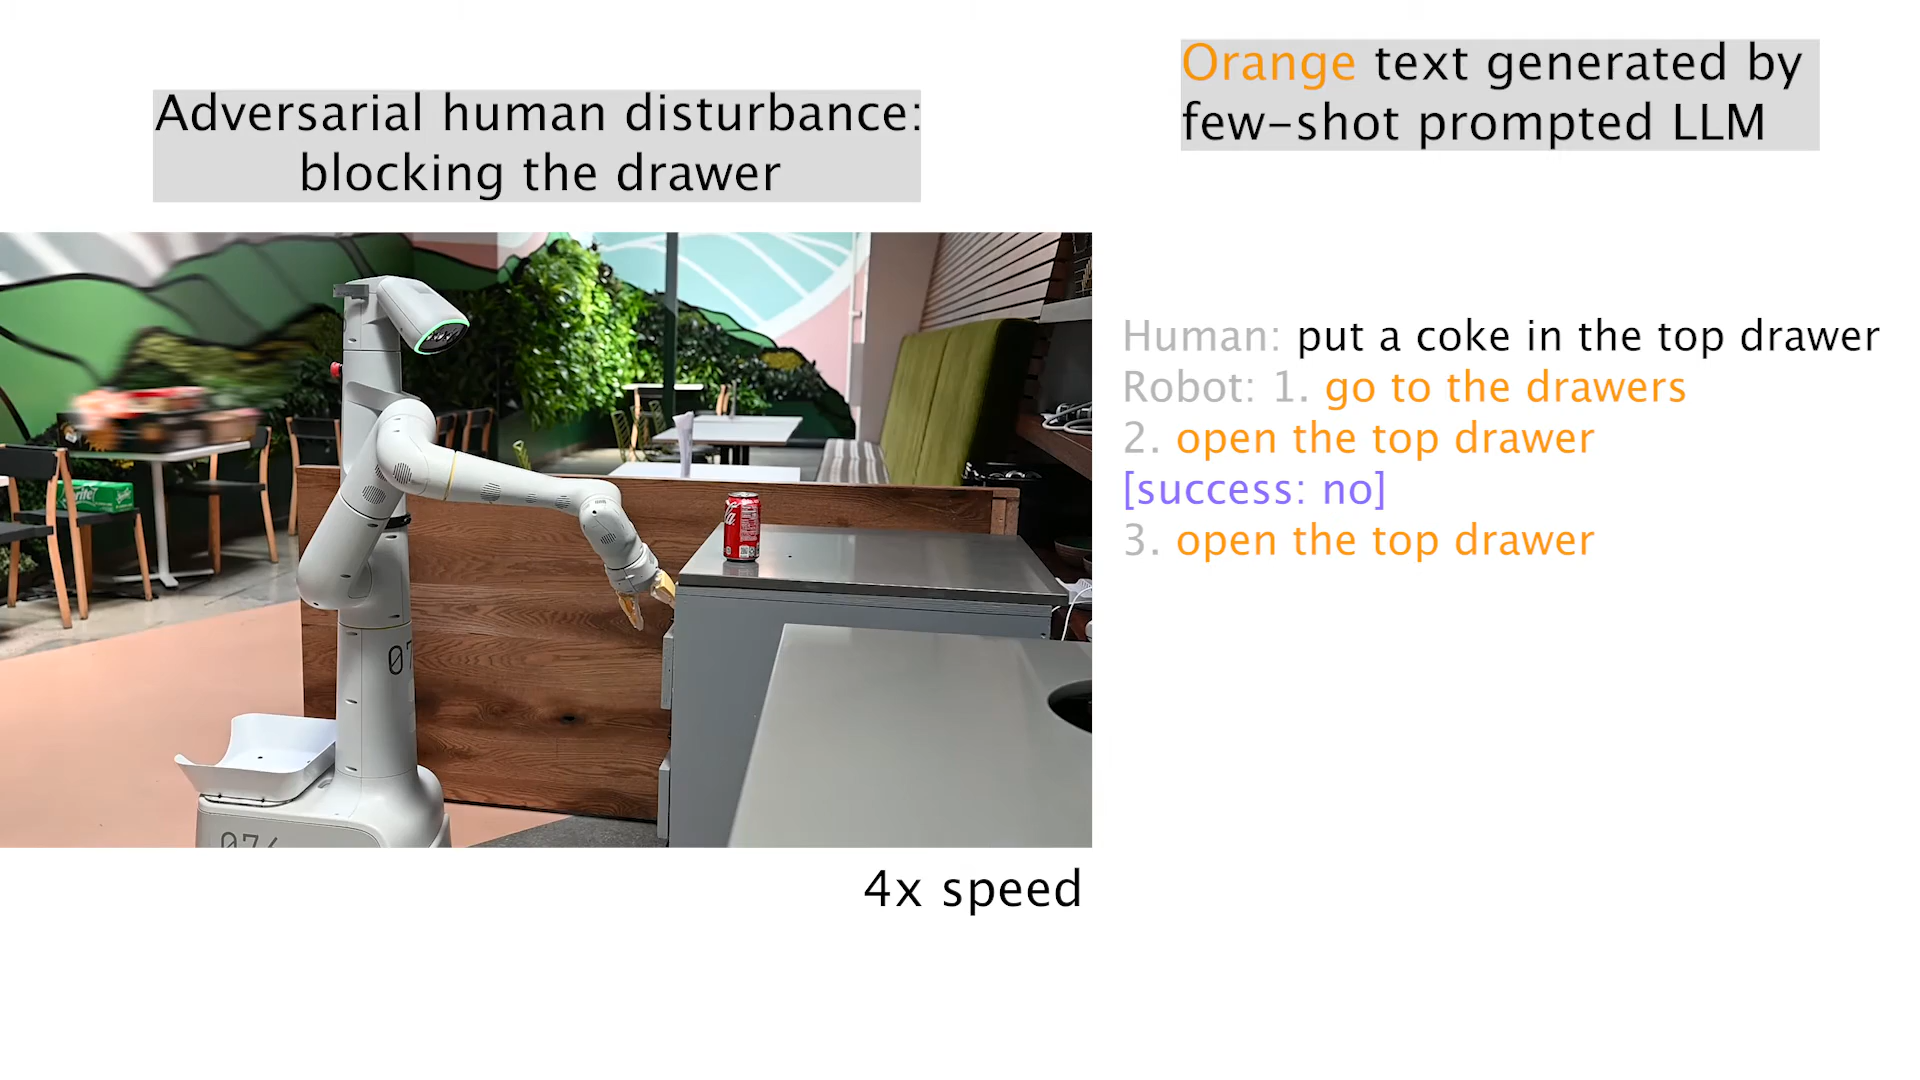 Adversarial human disturbance:
blocking the drawer
Orange text generated by
few-shot prompted LLM
Human: put a coke in the top drawer
Robot: 1. go to the drawers
2. open the top drawer
[success: no]
3. open the top drawer
sprite
07
4x speed